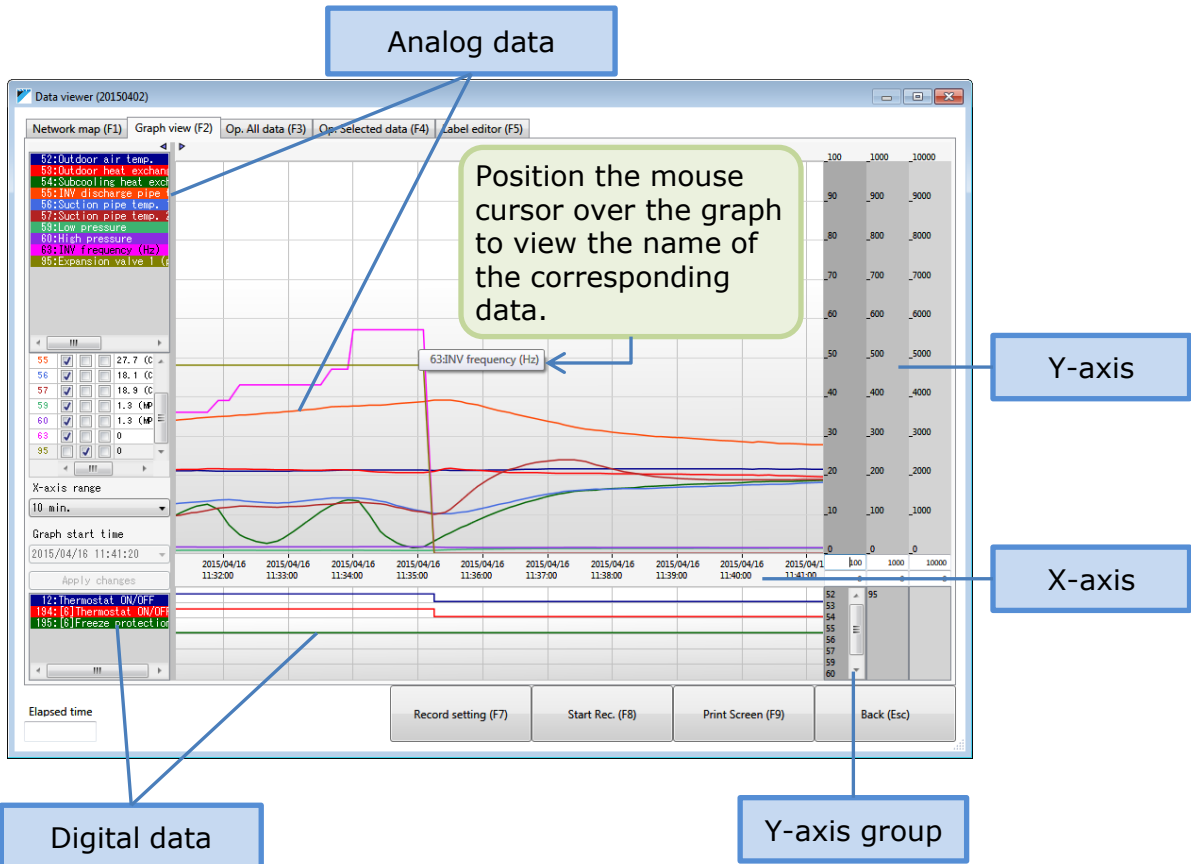 Analog data
Data viewer (20150402)
Network map (F1) Graph view (F2) Op. All data (F3) Op. Selected data (F4) Label editor (F5)
52:Outdoor air temp.
53:Outdoor heat exchan
54:Subcooling heat exch
55:INV discharge pipe t
56:Suction pipe temp.
57:Suction pipe temp. 2
59:Low pressure
60:High pressure
63:INV frequency (Hz)
95:Expansion valve 1 (p
Position the mouse
cursor over the graph
to view the name of
the corresponding
data.
63:INV frequency (Hz)
100 1000 10000
90 900 9000
80 800 8000
70 700 7000
60 600 6000
50 500 5000
40 400 4000
30 300 3000
20 200 2000
10 100 1000
0 0 0
Y-axis
55 27.7 (C
56 18.1 (C
57 18.9 (C
59 1.3 (MP
60 1.3 (MP
63 0
95 0
X-axis range
10 min.
Graph start time
2015/04/16 11:41:20
Apply changes
2015/04/16 2015/04/16 2015/04/16 2015/04/16 2015/04/16 2015/04/16 2015/04/16 2015/04/16 2015/04/16 2015/04/1
11:32:00 11:33:00 11:34:00 11:35:00 11:36:00 11:37:00 11:38:00 11:39:00 11:40:00 11:41:00
100 1000 10000
0 0 0
X-axis
12:Thermostat ON/OFF
194:[6]Thermostat ON/OFF
195:[6]Freeze protection
52 95
53
54
55
56
57
59
60
Elapsed time
Record setting (F7) Start Rec. (F8) Print Screen (F9) Back (Esc)
Digital data
Y-axis group